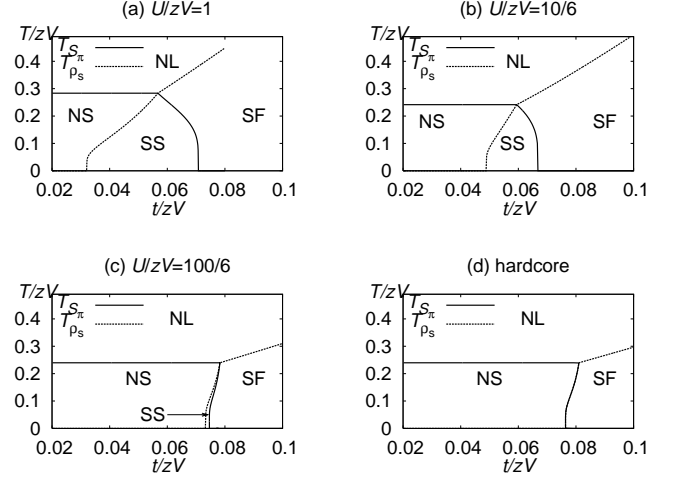 (a) U/zV=1
T/zV
T_{S_π}
T_{ρ_s}
NL
NS
SS
SF
0.4
0.3
0.2
0.1
0
0.02 0.04 0.06 0.08 0.1
t/zV
(b) U/zV=10/6
T/zV
T_{S_π}
T_{ρ_s}
NL
NS
SS
SF
0.4
0.3
0.2
0.1
0
0.02 0.04 0.06 0.08 0.1
t/zV
(c) U/zV=100/6
T/zV
T_{S_π}
T_{ρ_s}
NL
NS
SF
SS
0.4
0.3
0.2
0.1
0
0.02 0.04 0.06 0.08 0.1
t/zV
(d) hardcore
T/zV
T_{S_π}
T_{ρ_s}
NL
NS
SF
0.4
0.3
0.2
0.1
0
0.02 0.04 0.06 0.08 0.1
t/zV